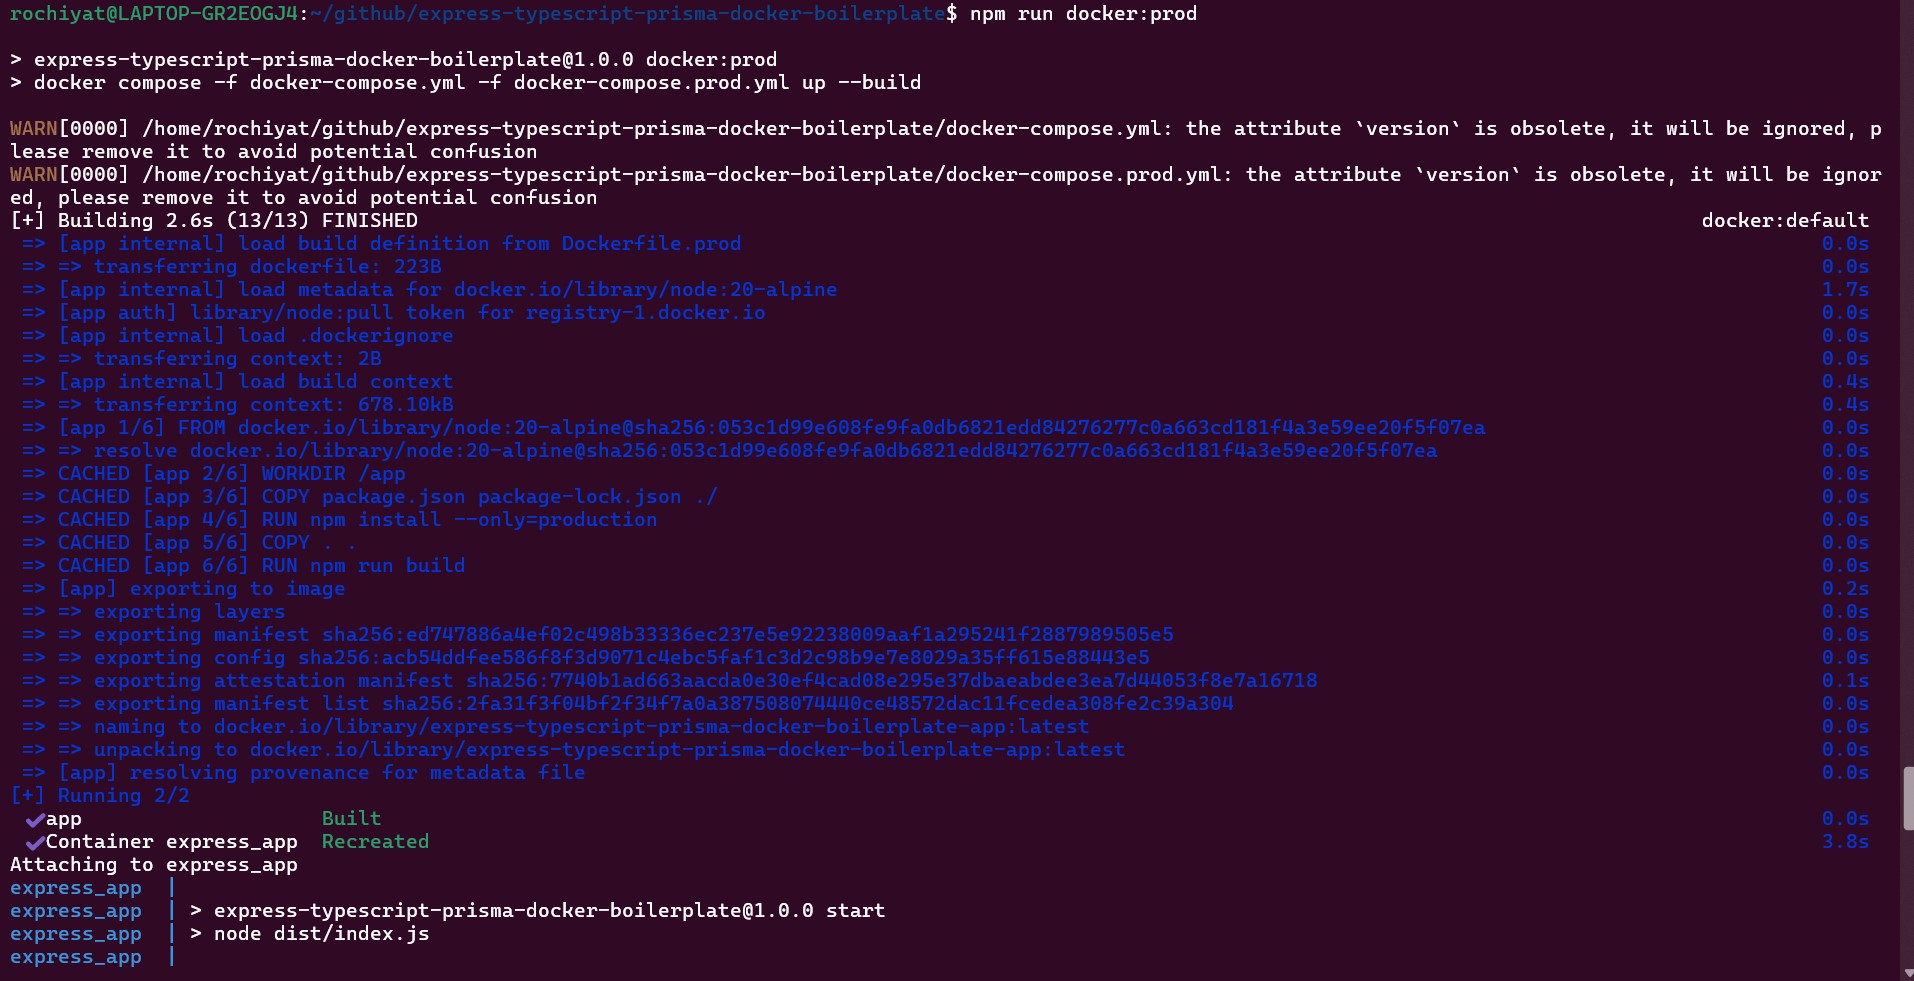 rochiyat@LAPTOP-GR2EOGJ4:~/github/express-typescript-prisma-docker-boilerplate$ npm run docker:prod
> express-typescript-prisma-docker-boilerplate@1.0.0 docker:prod
> docker compose -f docker-compose.yml -f docker-compose.prod.yml up --build
WARN[0000] /home/rochiyat/github/express-typescript-prisma-docker-boilerplate/docker-compose.yml: the attribute `version` is obsolete, it will be ignored, p
lease remove it to avoid potential confusion
WARN[0000] /home/rochiyat/github/express-typescript-prisma-docker-boilerplate/docker-compose.prod.yml: the attribute `version` is obsolete, it will be ignor
ed, please remove it to avoid potential confusion
[+] Building 2.6s (13/13) FINISHED docker:default
=> [app internal] load build definition from Dockerfile.prod 0.0s
=> => transferring dockerfile: 223B 0.0s
=> [app internal] load metadata for docker.io/library/node:20-alpine 1.7s
=> [app auth] library/node:pull token for registry-1.docker.io 0.0s
=> [app internal] load .dockerignore 0.0s
=> => transferring context: 2B 0.0s
=> [app internal] load build context 0.4s
=> => transferring context: 678.10kB 0.4s
=> [app 1/6] FROM docker.io/library/node:20-alpine@sha256:053c1d99e608fe9fa0db6821edd84276277c0a663cd181f4a3e59ee20f5f07ea 0.0s
=> => resolve docker.io/library/node:20-alpine@sha256:053c1d99e608fe9fa0db6821edd84276277c0a663cd181f4a3e59ee20f5f07ea 0.0s
=> CACHED [app 2/6] WORKDIR /app 0.0s
=> CACHED [app 3/6] COPY package.json package-lock.json ./ 0.0s
=> CACHED [app 4/6] RUN npm install --only=production 0.0s
=> CACHED [app 5/6] COPY . . 0.0s
=> CACHED [app 6/6] RUN npm run build 0.0s
=> [app] exporting to image 0.2s
=> => exporting layers 0.0s
=> => exporting manifest sha256:ed747886a4ef02c498b33336ec237e5e92238009aaf1a295241f2887989505e5 0.0s
=> => exporting config sha256:acb54ddfee586f8f3d9071c4ebc5faf1c3d2c98b9e7e8029a35ff615e88443e5 0.0s
=> => exporting attestation manifest sha256:7740b1ad663aacda0e30ef4cad08e295e37dbaeabdee3ea7d44053f8e7a16718 0.1s
=> => exporting manifest list sha256:2fa31f3f04bf2f34f7a0a387508074440ce48572dac11fcedea308fe2c39a304 0.0s
=> => naming to docker.io/library/express-typescript-prisma-docker-boilerplate-app:latest 0.0s
=> => unpacking to docker.io/library/express-typescript-prisma-docker-boilerplate-app:latest 0.0s
=> [app] resolving provenance for metadata file 0.0s
[+] Running 2/2
✔app Built 0.0s
✔Container express_app Recreated 3.8s
Attaching to express_app
express_app |
express_app | > express-typescript-prisma-docker-boilerplate@1.0.0 start
express_app | > node dist/index.js
express_app |